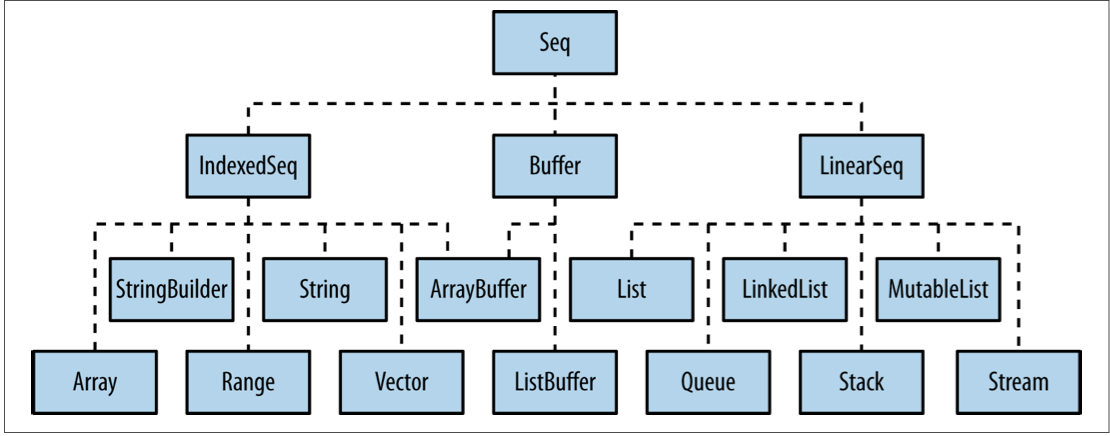 Seq
IndexedSeq
Buffer
LinearSeq
StringBuilder
String
ArrayBuffer
List
LinkedList
MutableList
Array
Range
Vector
ListBuffer
Queue
Stack
Stream